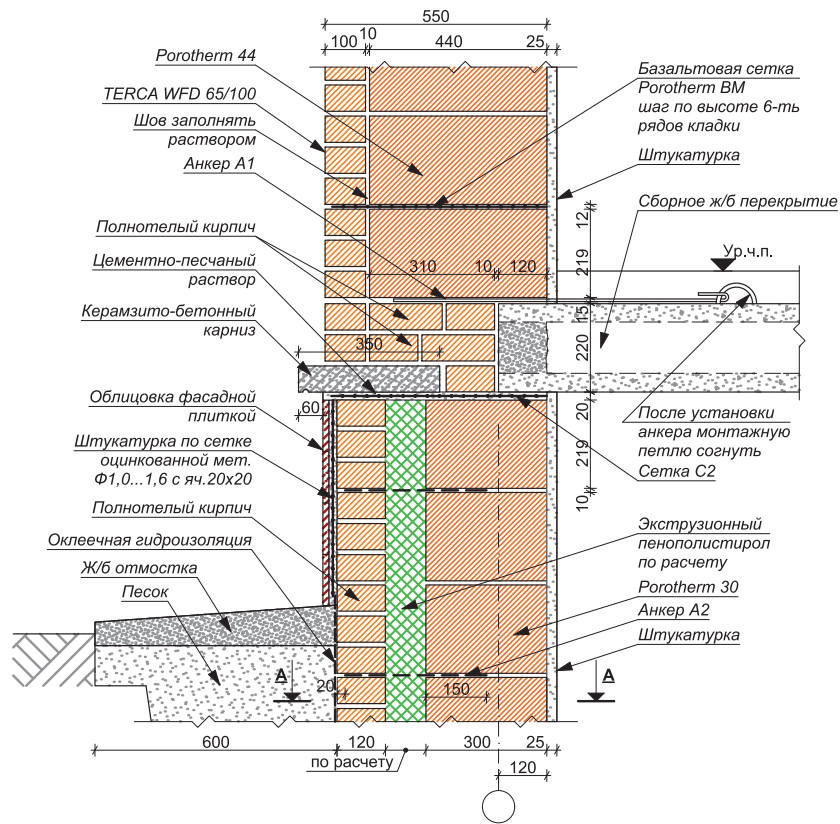 550
10
100
440
25
Porotherm 44
TERCA WFD 65/100
Шов заполнять
раствором
Анкер А1
Полнотелый кирпич
Цементно-песчаный
раствор
Керамзито-бетонный
карниз
Облицовка фасадной
плиткой
Штукатурка по сетке
оцинкованной мет.
Ф1,0...1,6 с яч.20х20
Полнотелый кирпич
Оклеечная гидроизоляция
Ж/б отмостка
Песок
Базальтовая сетка
Porotherm BM
шаг по высоте 6-ть
рядов кладки
Штукатурка
Сборное ж/б перекрытие
Ур.ч.п.
12
219
15
220
20
219
10
310
10
120
350
60
После установки
анкера монтажную
петлю согнуть
Сетка С2
Экструзионный
пенополистирол
по расчету
Porotherm 30
Анкер А2
Штукатурка
А
А
20
150
600
120
300
25
по расчету
120